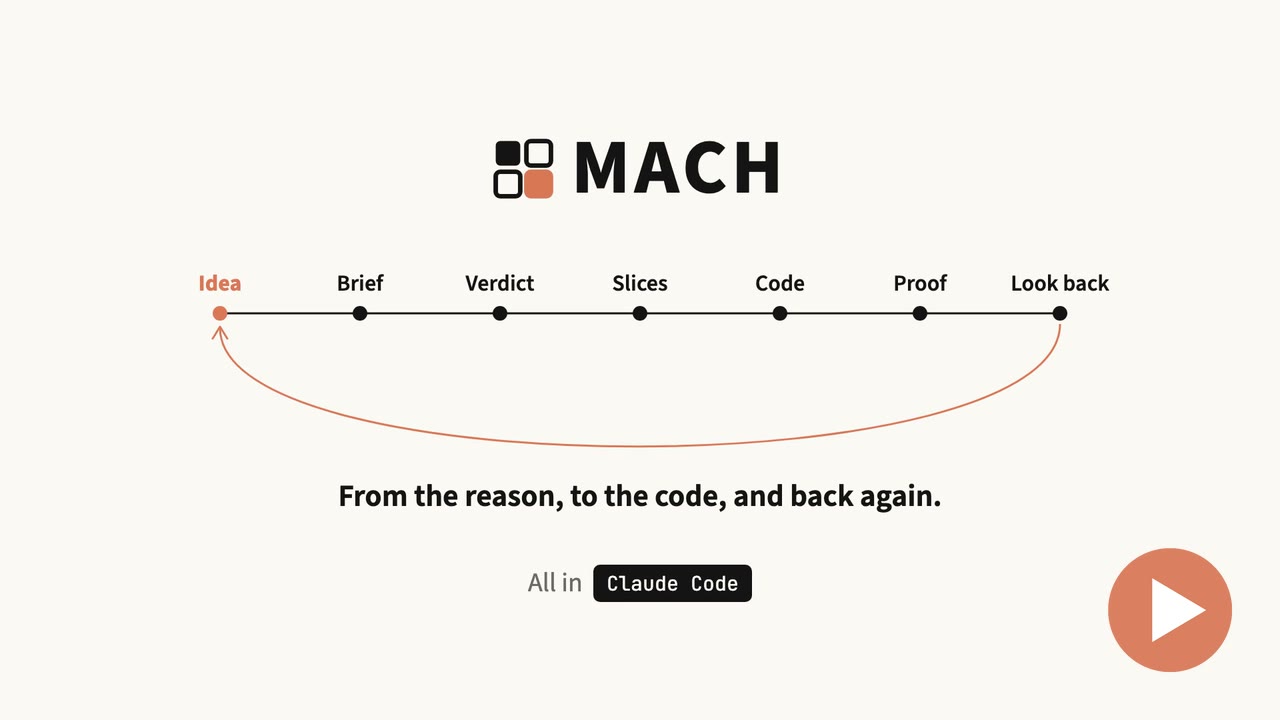 MACH
Idea Brief Verdict Slices Code Proof Look back
From the reason, to the code, and back again.
All in Claude Code